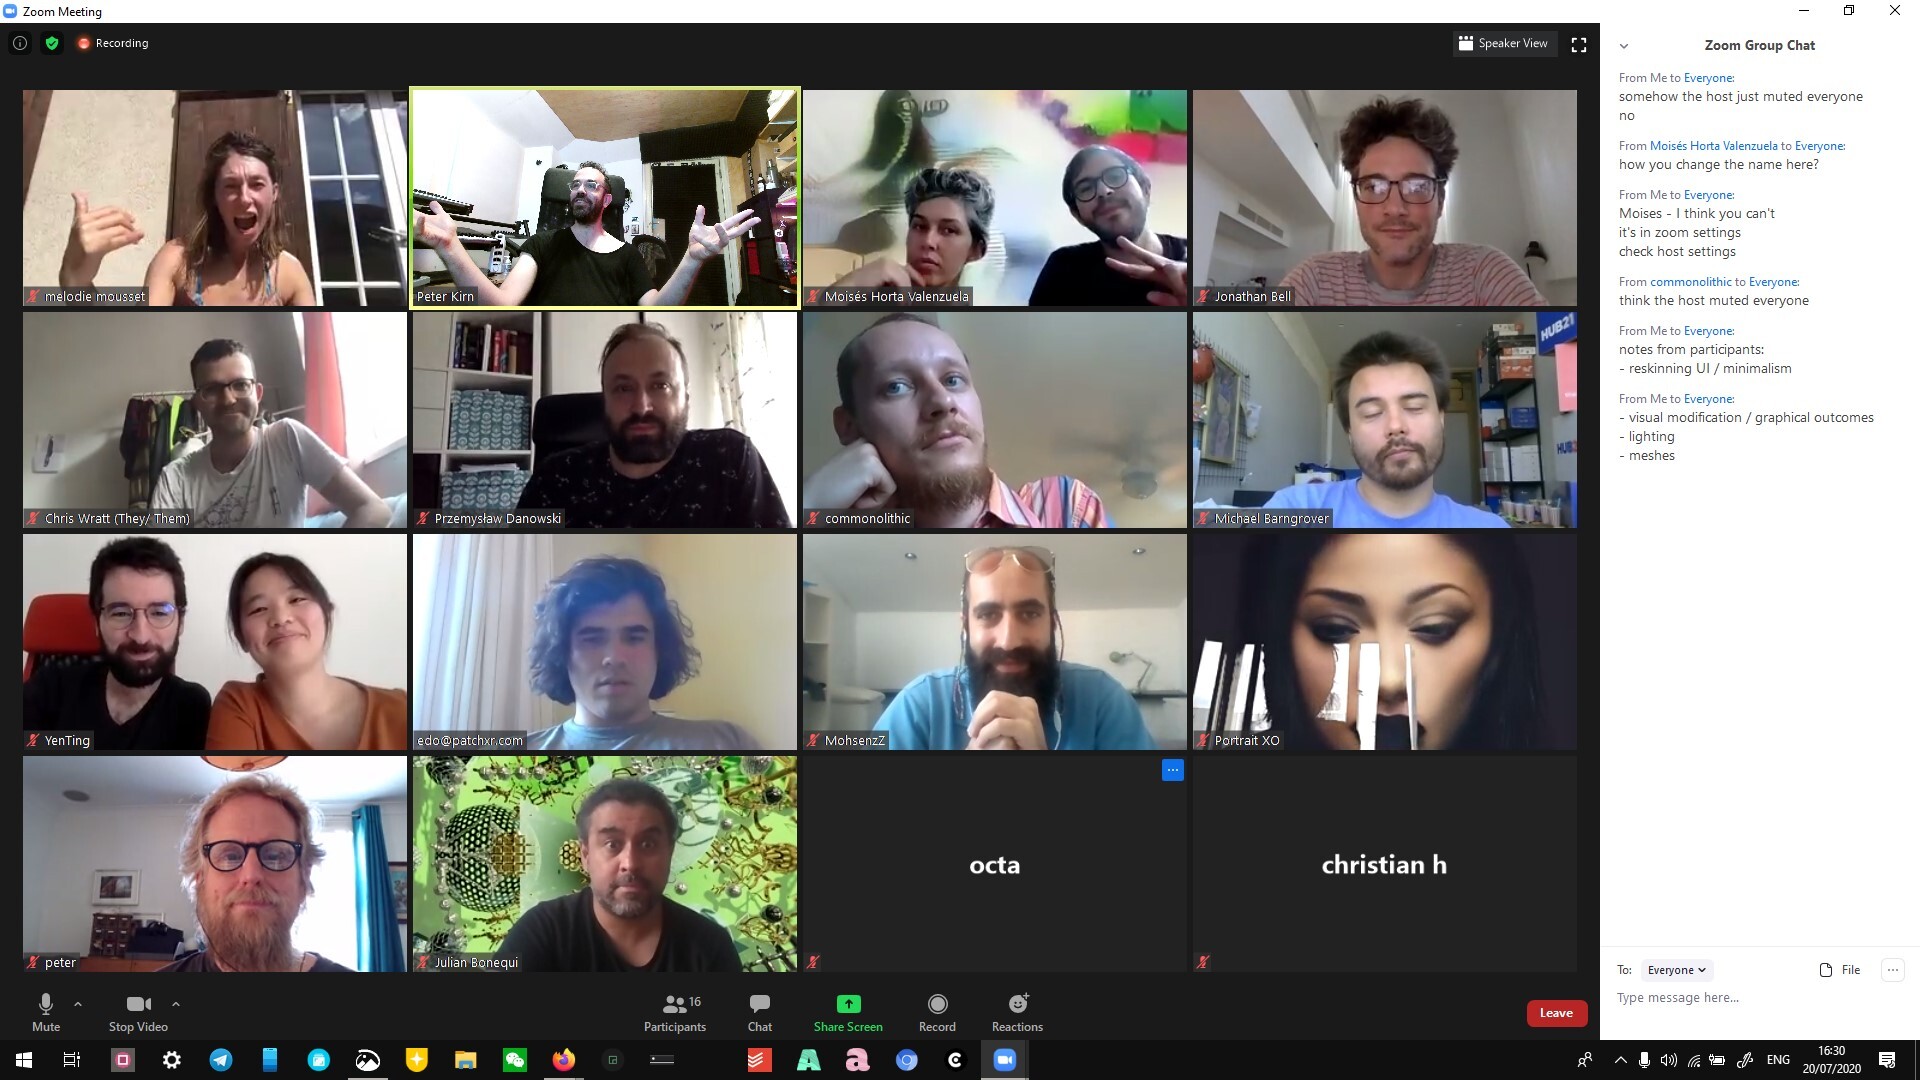 Zoom Meeting
Recording
Speaker View
melodie mousset
Peter Kirn
Moisés Horta Valenzuela
Jonathan Bell
HUB21
Chris Wratt (They/ Them)
Przemysław Danowski
commonolithic
Michael Barngrover
YenTing
edo@patchxr.com
MohsenzZ
Portrait XO
peter
Julian Bonequi
octa
christian h
Mute
Stop Video
16
Participants
Chat
Share Screen
Record
Reactions
Leave
Zoom Group Chat
From Me to Everyone:
somehow the host just muted everyone
no
From Moisés Horta Valenzuela to Everyone:
how you change the name here?
From Me to Everyone:
Moises - I think you can't
it's in zoom settings
check host settings
From commonolithic to Everyone:
think the host muted everyone
From Me to Everyone:
notes from participants:
- reskinning UI / minimalism
From Me to Everyone:
- visual modification / graphical outcomes
- lighting
- meshes
To: Everyone
File
Type message here...
ENG
16:30
20/07/2020